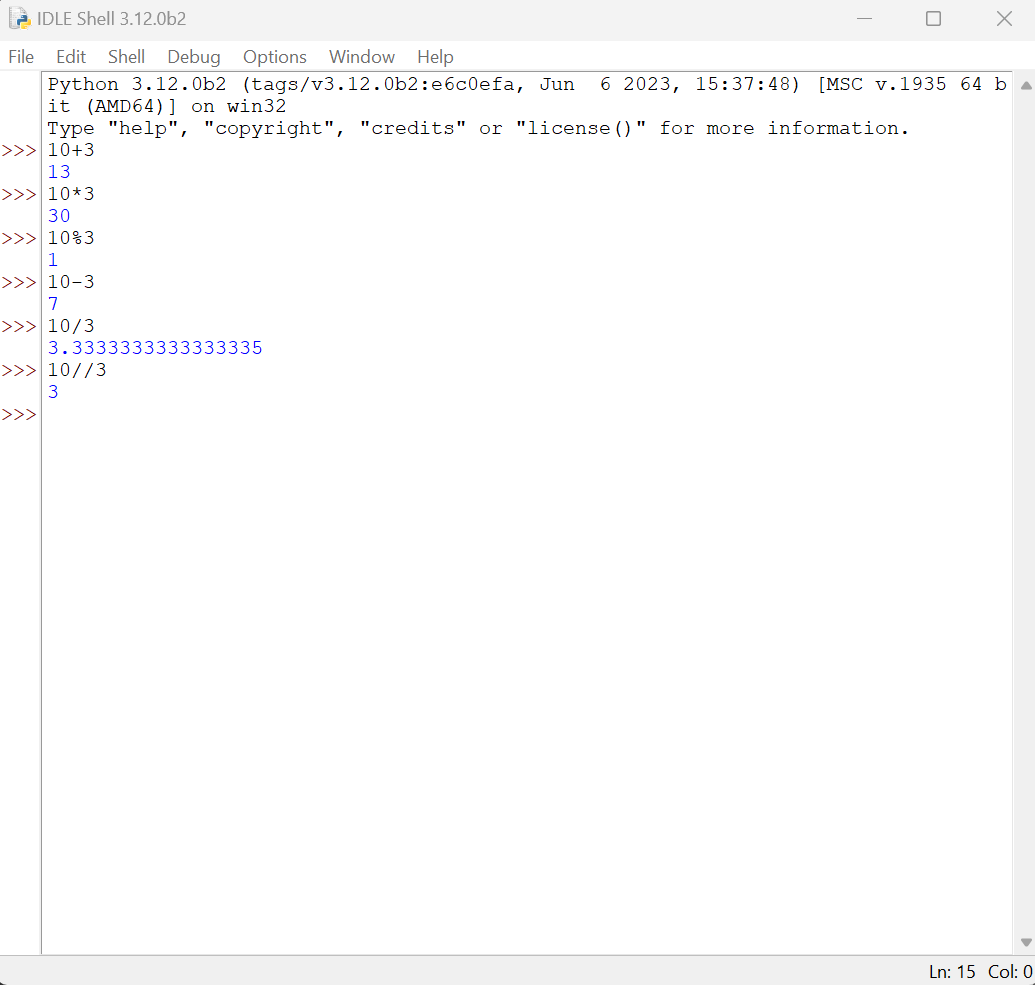 IDLE Shell 3.12.0b2
File Edit Shell Debug Options Window Help
Python 3.12.0b2 (tags/v3.12.0b2:e6c0efa, Jun  6 2023, 15:37:48) [MSC v.1935 64 b
it (AMD64)] on win32
Type "help", "copyright", "credits" or "license()" for more information.
>>> 10+3
13
>>> 10*3
30
>>> 10%3
1
>>> 10-3
7
>>> 10/3
3.3333333333333335
>>> 10//3
3
>>>
Ln: 15 Col: 0